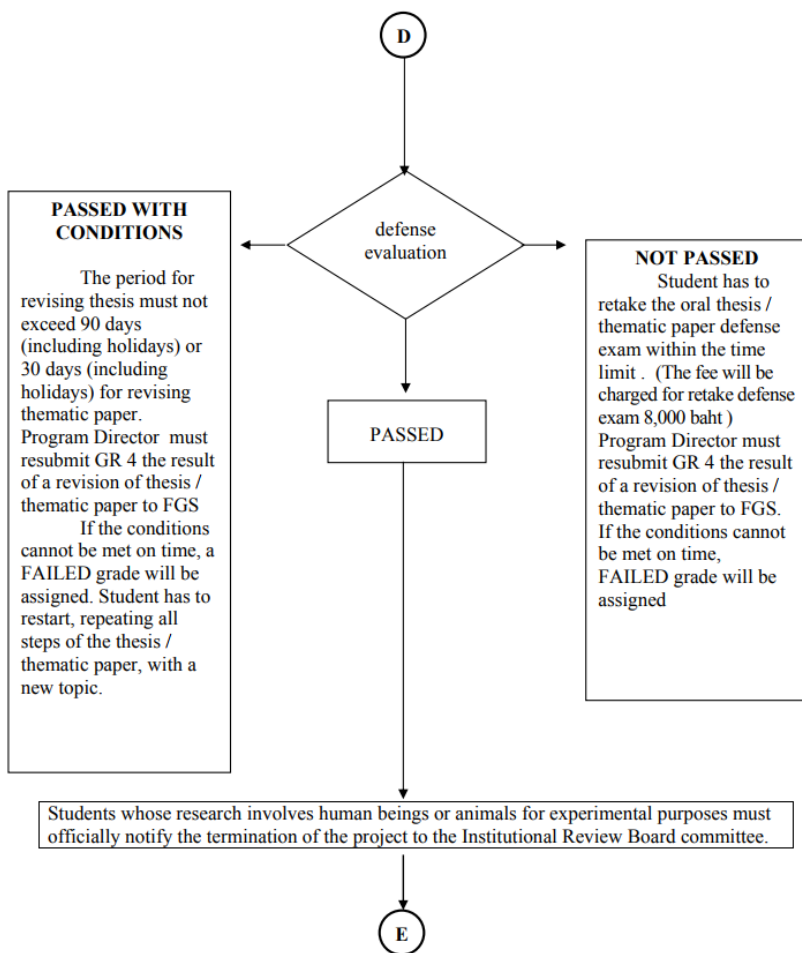 D
defense
evaluation
PASSED WITH
CONDITIONS
The period for
revising thesis must not
exceed 90 days
(including holidays) or
30 days (including
holidays) for revising
thematic paper.
Program Director must
resubmit GR 4 the result
of a revision of thesis /
thematic paper to FGS
If the conditions
cannot be met on time, a
FAILED grade will be
assigned. Student has to
restart, repeating all
steps of the thesis /
thematic paper, with a
new topic.
PASSED
NOT PASSED
Student has to
retake the oral thesis /
thematic paper defense
exam within the time
limit . (The fee will be
charged for retake defense
exam 8,000 baht )
Program Director must
resubmit GR 4 the result
of a revision of thesis /
thematic paper to FGS.
If the conditions cannot
be met on time,
FAILED grade will be
assigned
Students whose research involves human beings or animals for experimental purposes must
officially notify the termination of the project to the Institutional Review Board committee.
E